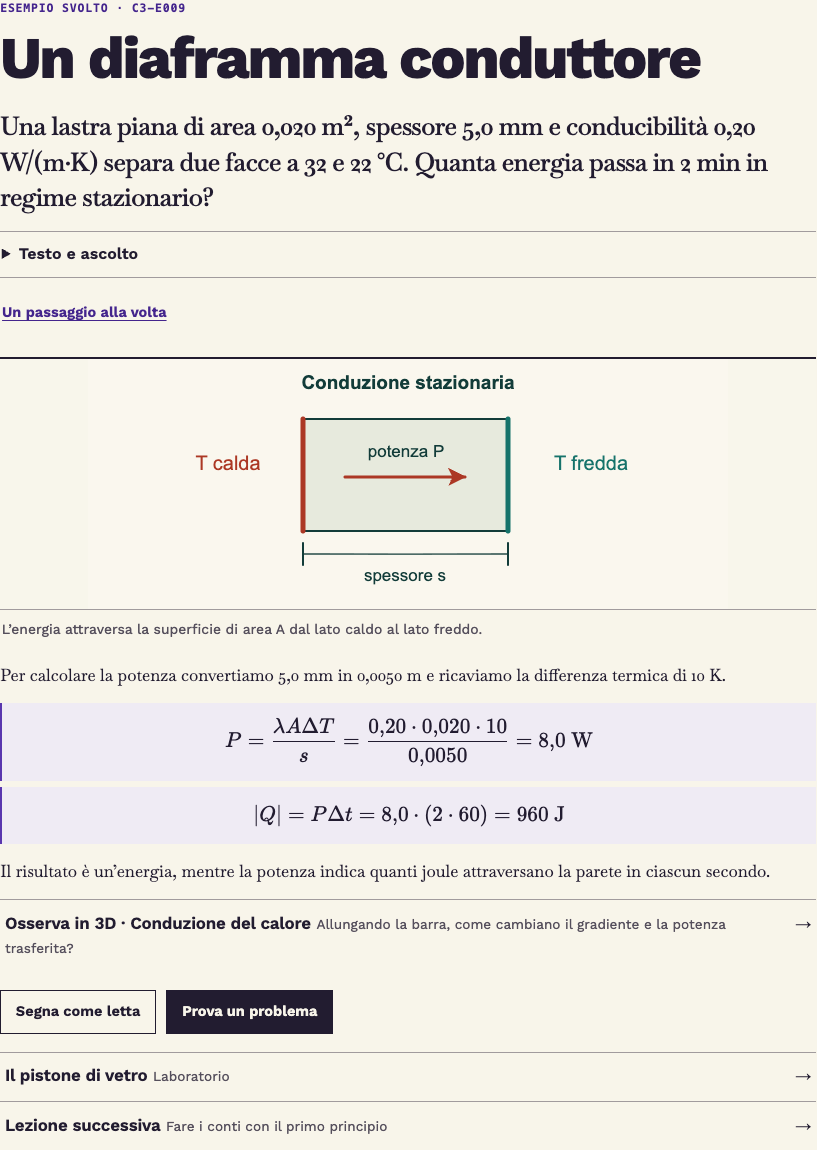 ESEMPIO SVOLTO · C3-E009
Un diaframma conduttore
Una lastra piana di area 0,020 m², spessore 5,0 mm e conducibilità 0,20
W/(m·K) separa due facce a 32 e 22 °C. Quanta energia passa in 2 min in
regime stazionario?
▶ Testo e ascolto
Un passaggio alla volta
Conduzione stazionaria
potenza P
T calda
T fredda
spessore s
L’energia attraversa la superficie di area A dal lato caldo al lato freddo.
Per calcolare la potenza convertiamo 5,0 mm in 0,0050 m e ricaviamo la differenza termica di 10 K.
P = λAΔT / s = 0,20 · 0,020 · 10 / 0,0050 = 8,0 W
|Q| = PΔt = 8,0 · (2 · 60) = 960 J
Il risultato è un’energia, mentre la potenza indica quanti joule attraversano la parete in ciascun secondo.
Osserva in 3D · Conduzione del calore Allungando la barra, come cambiano il gradiente e la potenza →
trasferita?
Segna come letta Prova un problema
Il pistone di vetro Laboratorio →
Lezione successiva Fare i conti con il primo principio →